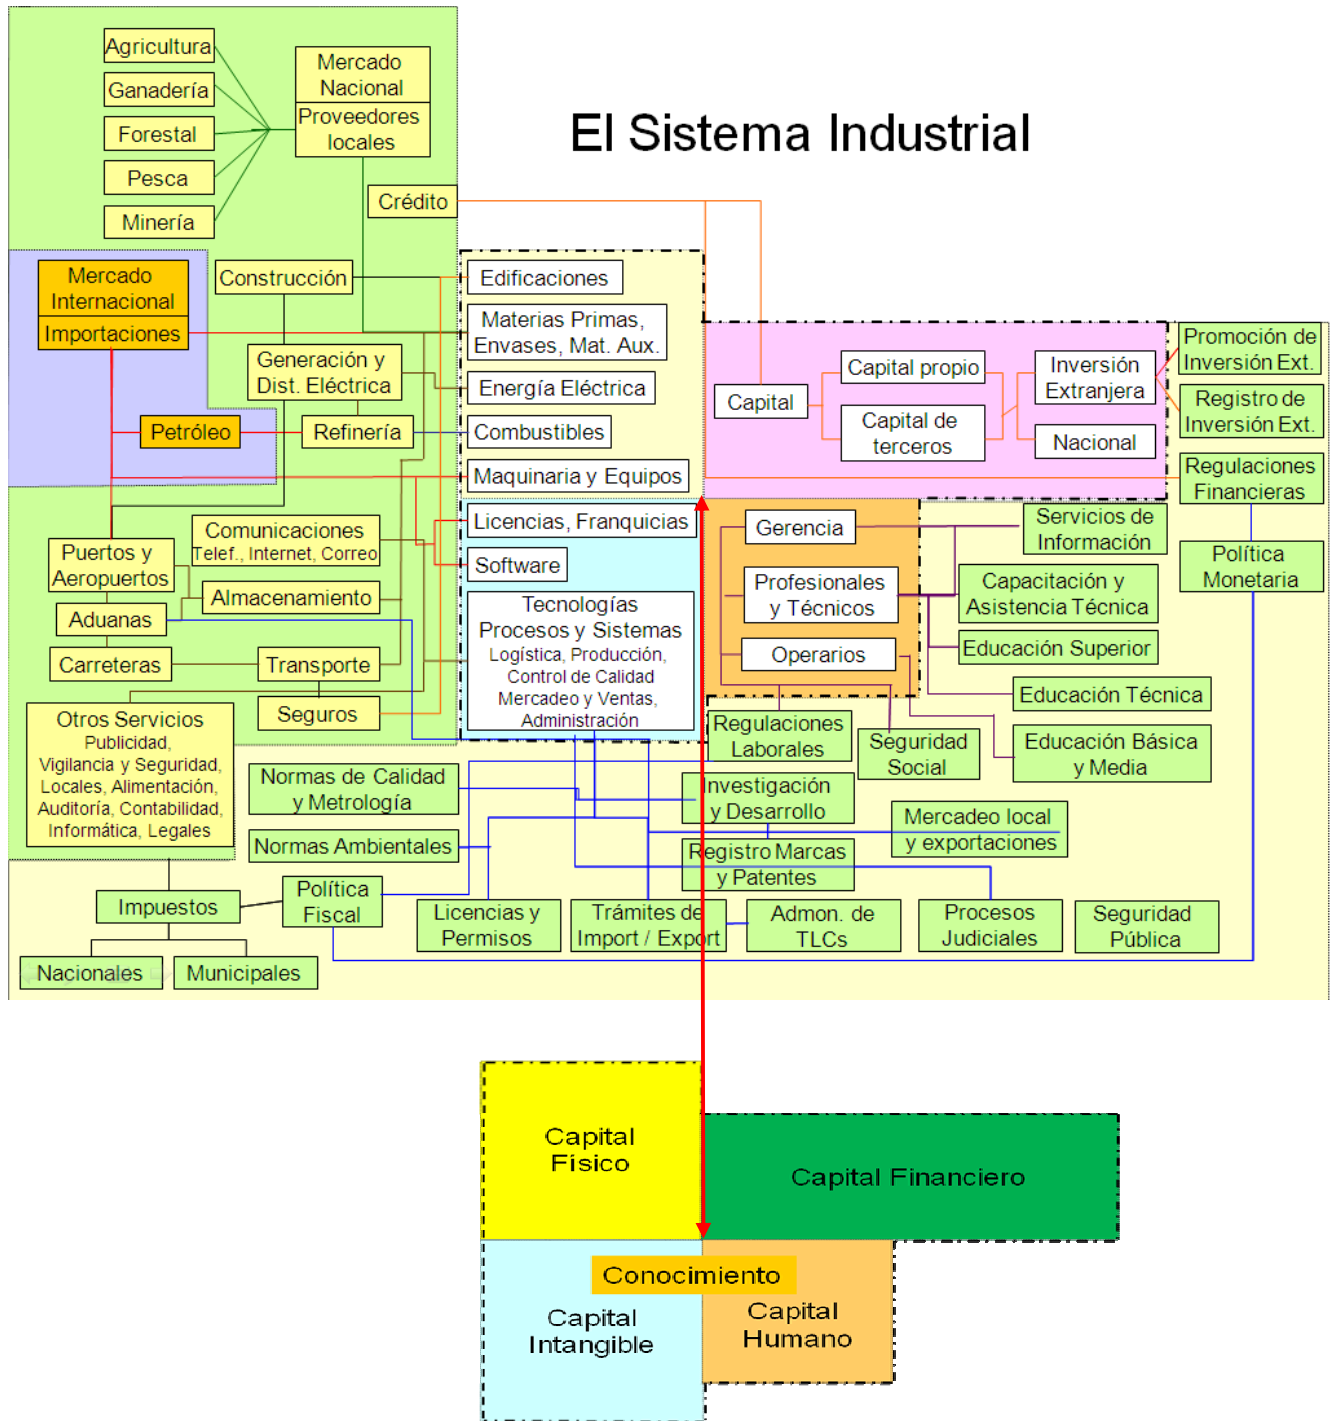 El Sistema Industrial
Agricultura
Ganadería
Forestal
Pesca
Minería
Mercado
Nacional
Proveedores
locales
Crédito
Mercado
Internacional
Importaciones
Construcción
Generación y
Dist. Eléctrica
Petróleo
Refinería
Edificaciones
Materias Primas,
Envases, Mat. Aux.
Energía Eléctrica
Combustibles
Maquinaria y Equipos
Capital
Capital propio
Capital de
terceros
Inversión
Extranjera
Nacional
Promoción de
Inversión Ext.
Registro de
Inversión Ext.
Regulaciones
Financieras
Política
Monetaria
Puertos y
Aeropuertos
Comunicaciones
Telef., Internet, Correo
Almacenamiento
Aduanas
Carreteras
Transporte
Seguros
Licencias, Franquicias
Software
Tecnologías
Procesos y Sistemas
Logística, Producción,
Control de Calidad
Mercadeo y Ventas,
Administración
Gerencia
Profesionales
y Técnicos
Operarios
Servicios de
Información
Capacitación y
Asistencia Técnica
Educación Superior
Educación Técnica
Educación Básica
y Media
Otros Servicios
Publicidad,
Vigilancia y Seguridad,
Locales, Alimentación,
Auditoría, Contabilidad,
Informática, Legales
Regulaciones
Laborales
Seguridad
Social
Normas de Calidad
y Metrología
Investigación
y Desarrollo
Mercadeo local
y exportaciones
Normas Ambientales
Registro Marcas
y Patentes
Impuestos
Política
Fiscal
Licencias y
Permisos
Trámites de
Import / Export
Admon. de
TLCs
Procesos
Judiciales
Seguridad
Pública
Nacionales
Municipales
Capital
Físico
Capital Financiero
Conocimiento
Capital
Intangible
Capital
Humano